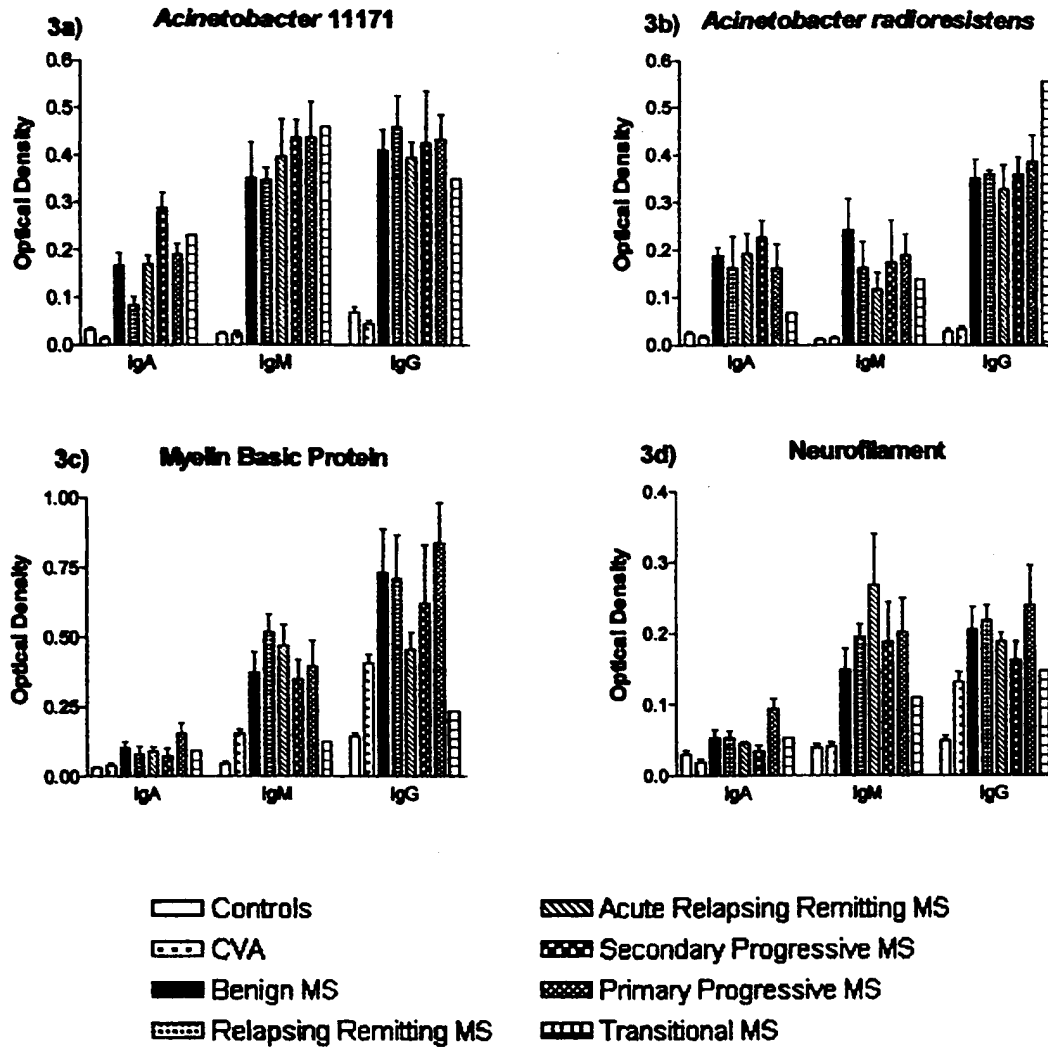 3a) Acinetobacter 11171
Optical Density
0.6
0.5
0.4
0.3
0.2
0.1
0.0
IgA IgM IgG
3b) Acinetobacter radioresistens
Optical Density
0.6
0.5
0.4
0.3
0.2
0.1
0.0
IgA IgM IgG
3c) Myelin Basic Protein
Optical Density
1.00
0.75
0.50
0.25
0.00
IgA IgM IgG
3d) Neurofilament
Optical Density
0.4
0.3
0.2
0.1
0.0
IgA IgM IgG
Controls
CVA
Benign MS
Relapsing Remitting MS
Acute Relapsing Remitting MS
Secondary Progressive MS
Primary Progressive MS
Transitional MS